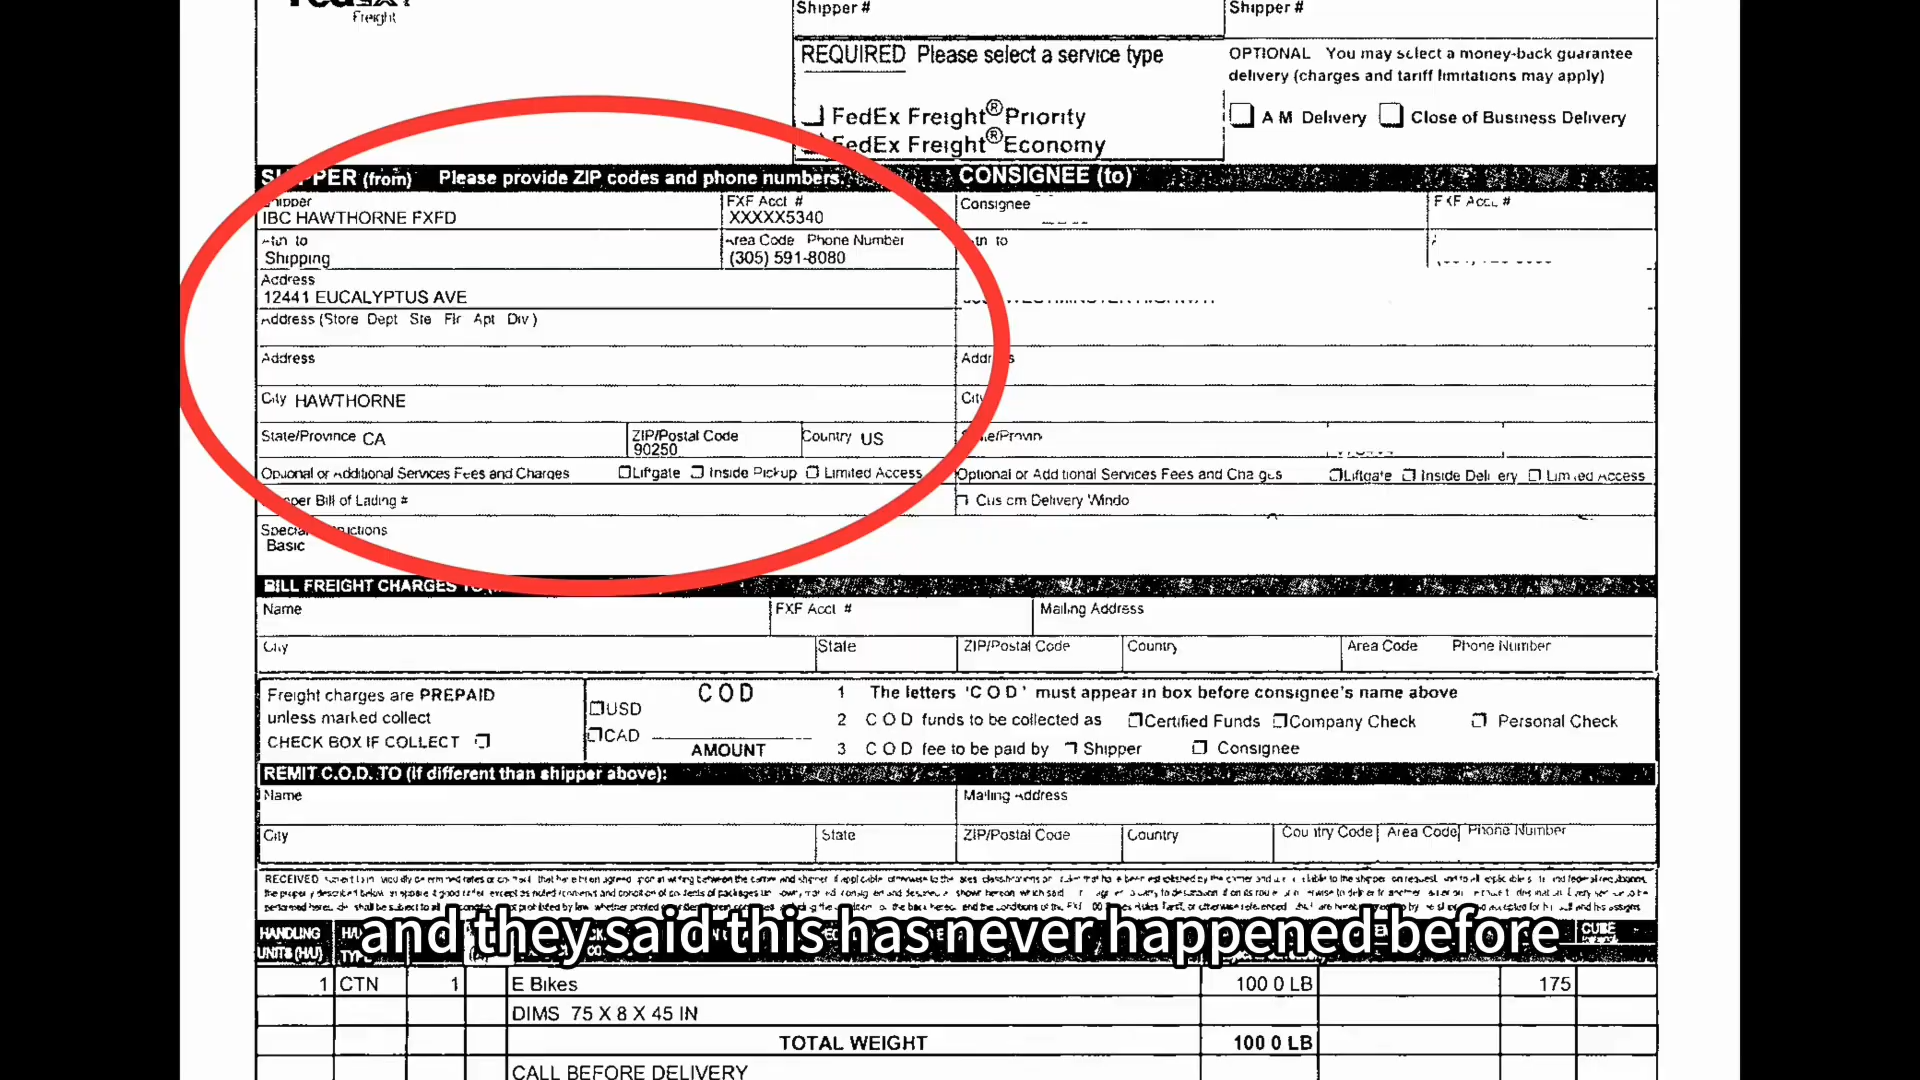 FedEx
Freight
Shipper #
Shipper #
REQUIRED Please select a service type
OPTIONAL You may select a money-back guarantee
delivery (charges and tariff limitations may apply)
FedEx Freight® Priority
FedEx Freight® Economy
A M Delivery Close of Business Delivery
SHIPPER (from) Please provide ZIP codes and phone numbers.
CONSIGNEE (to)
Shipper
IBC HAWTHORNE FXFD
FXF Acct #
XXXXX5340
Consignee
FXF Acct #
Attn to
Shipping
Area Code Phone Number
(305) 591-8080
Attn to
Address
12441 EUCALYPTUS AVE
WESTMINSTER HIGHWAY
Address (Store Dept Ste Flr Apt Div)
Address
Address
City HAWTHORNE
City
State/Province CA
ZIP/Postal Code
90250
Country US
State/Provin
Optional or Additional Services Fees and Charges Liftgate Inside Pickup Limited Access
Optional or Additional Services Fees and Charges Liftgate Inside Delivery Limited Access
Shipper Bill of Lading #
Custom Delivery Windo
Special Instructions
Basic
BILL FREIGHT CHARGES TO
Name FXF Acct # Mailing Address
City State ZIP/Postal Code Country Area Code Phone Number
Freight charges are PREPAID
unless marked collect
CHECK BOX IF COLLECT
USD
CAD
C O D
AMOUNT
1 The letters 'C O D' must appear in box before consignee's name above
2 C O D funds to be collected as Certified Funds Company Check Personal Check
3 C O D fee to be paid by Shipper Consignee
REMIT C.O.D. TO (If different than shipper above):
Name Mailing Address
City State ZIP/Postal Code Country Country Code Area Code Phone Number
RECEIVED
and they said this has never happened before
HANDLING
UNITS (H/U)
CUBE
1 CTN 1 E Bikes 100 0 LB 175
DIMS 75 X 8 X 45 IN
TOTAL WEIGHT 100 0 LB
CALL BEFORE DELIVERY